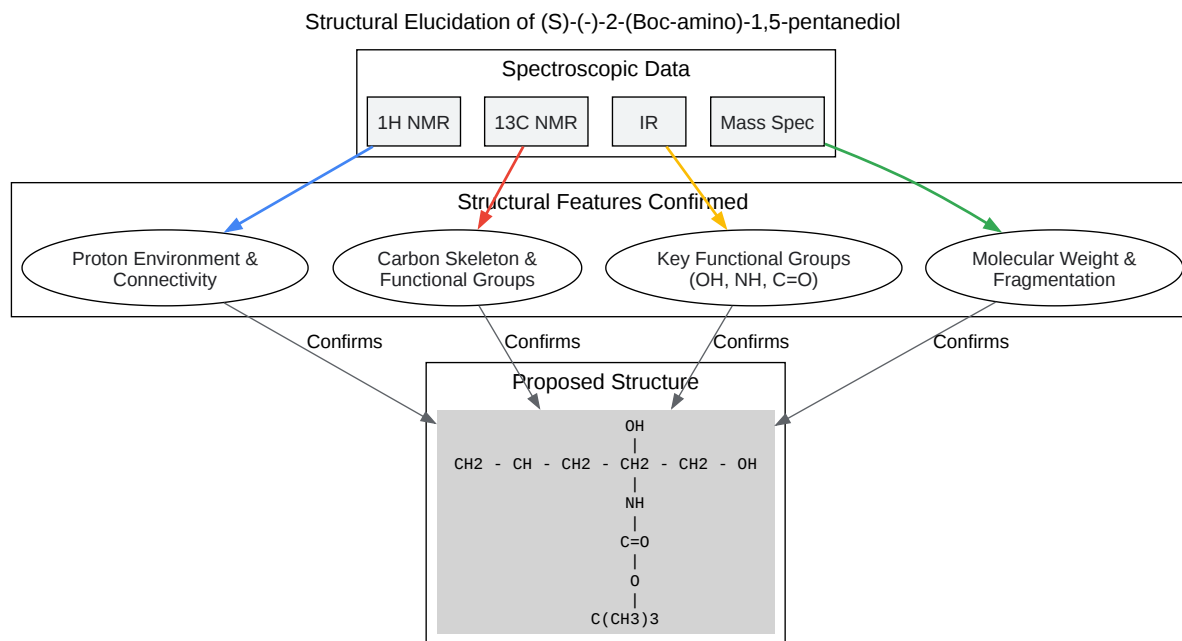 Structural Elucidation of (S)-(-)-2-(Boc-amino)-1,5-pentanediol
Spectroscopic Data
1H NMR
13C NMR
IR
Mass Spec
Structural Features Confirmed
Proton Environment &
Connectivity
Carbon Skeleton &
Functional Groups
Key Functional Groups
(OH, NH, C=O)
Molecular Weight &
Fragmentation
Confirms
Confirms
Confirms
Confirms
Proposed Structure
OH
|
CH2 - CH - CH2 - CH2 - CH2 - OH
|
NH
|
C=O
|
O
|
C(CH3)3